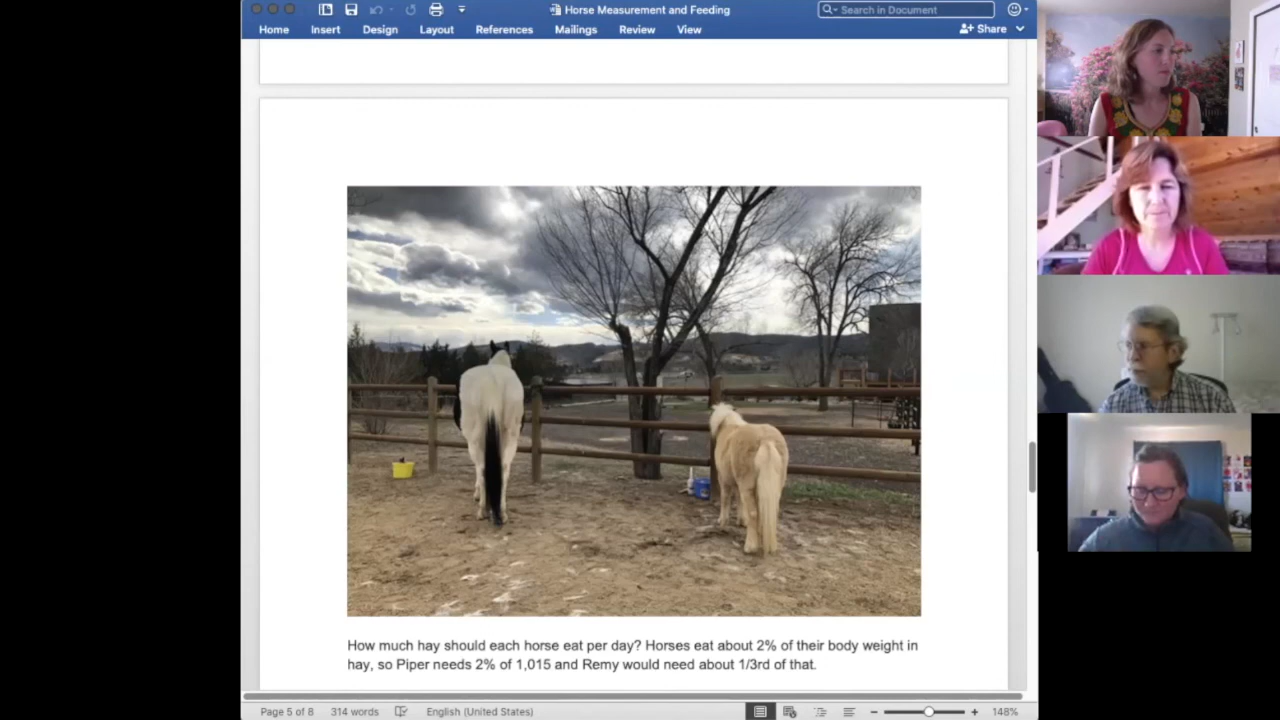 Horse Measurement and Feeding
Search in Document
Home Insert Design Layout References Mailings Review View Share
How much hay should each horse eat per day? Horses eat about 2% of their body weight in
hay, so Piper needs 2% of 1,015 and Remy would need about 1/3rd of that.
Page 5 of 8 314 words English (United States) 148%